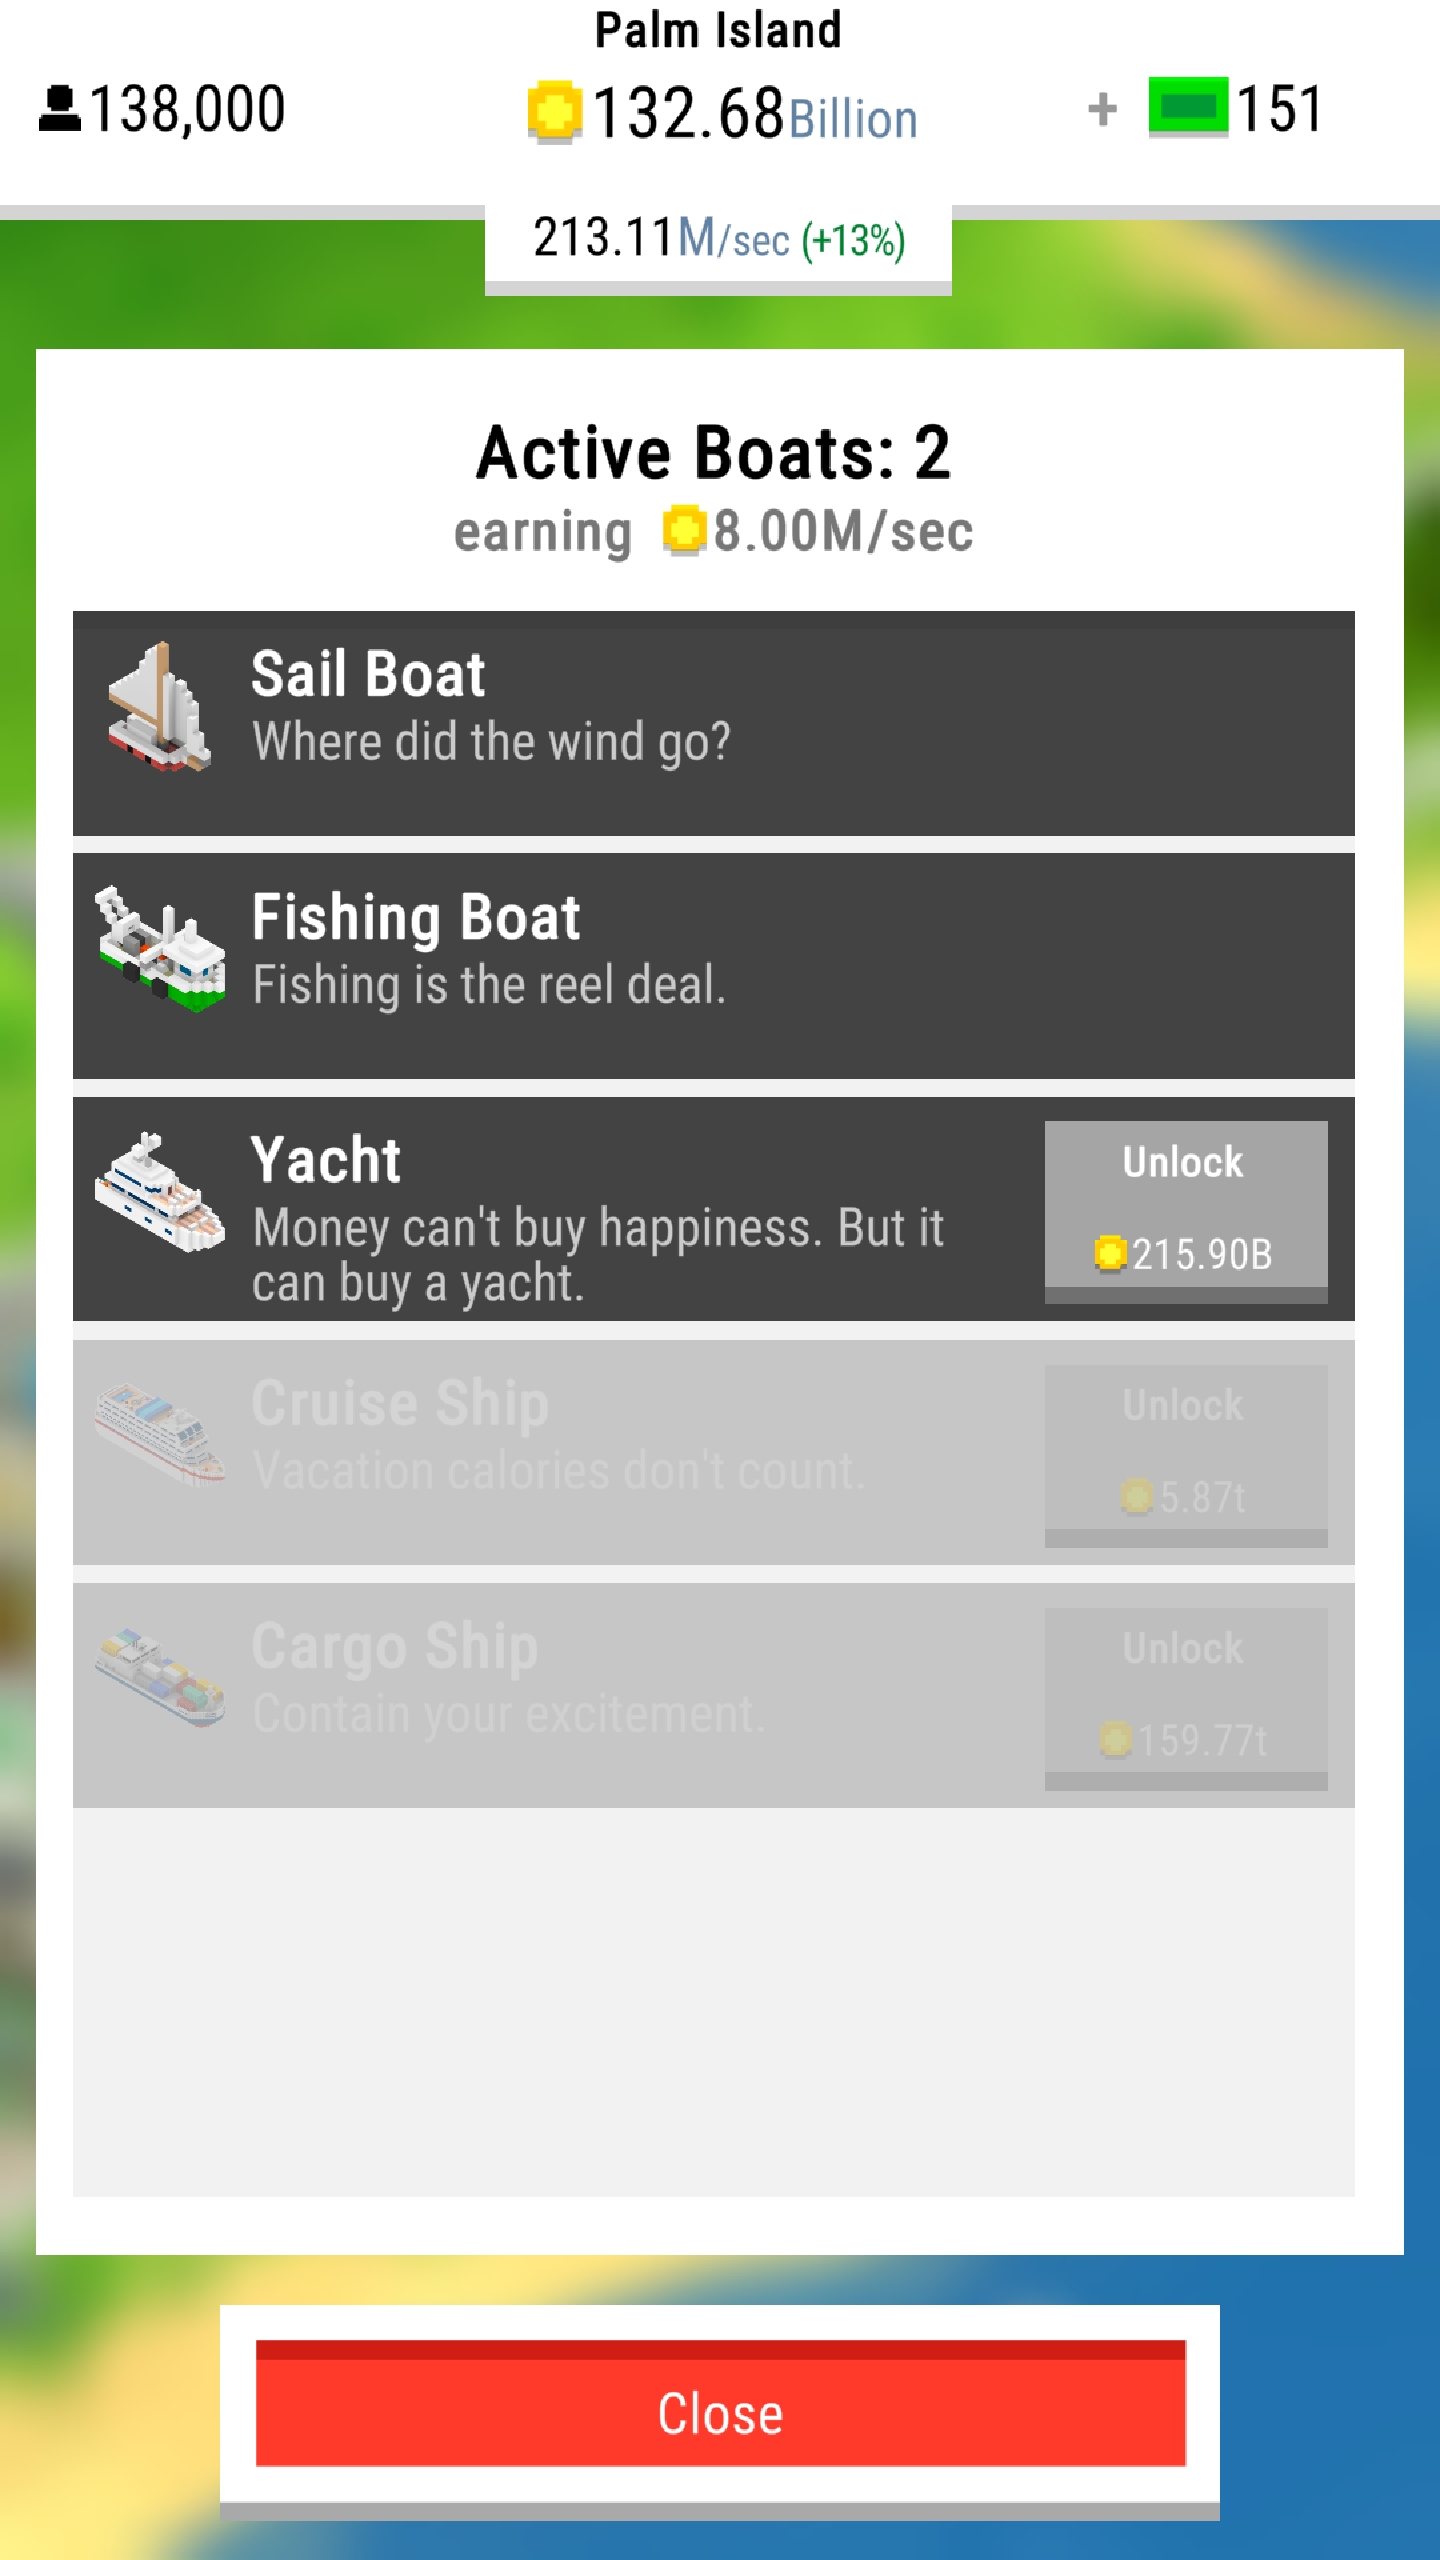 Palm Island
138,000
132.68Billion
+ 151
213.11M/sec (+13%)
Active Boats: 2
earning 8.00M/sec
Sail Boat
Where did the wind go?
Fishing Boat
Fishing is the reel deal.
Yacht
Money can't buy happiness. But it
can buy a yacht.
Unlock
215.90B
Cruise Ship
Vacation calories don't count.
Unlock
5.87t
Cargo Ship
Contain your excitement.
Unlock
159.77t
Close